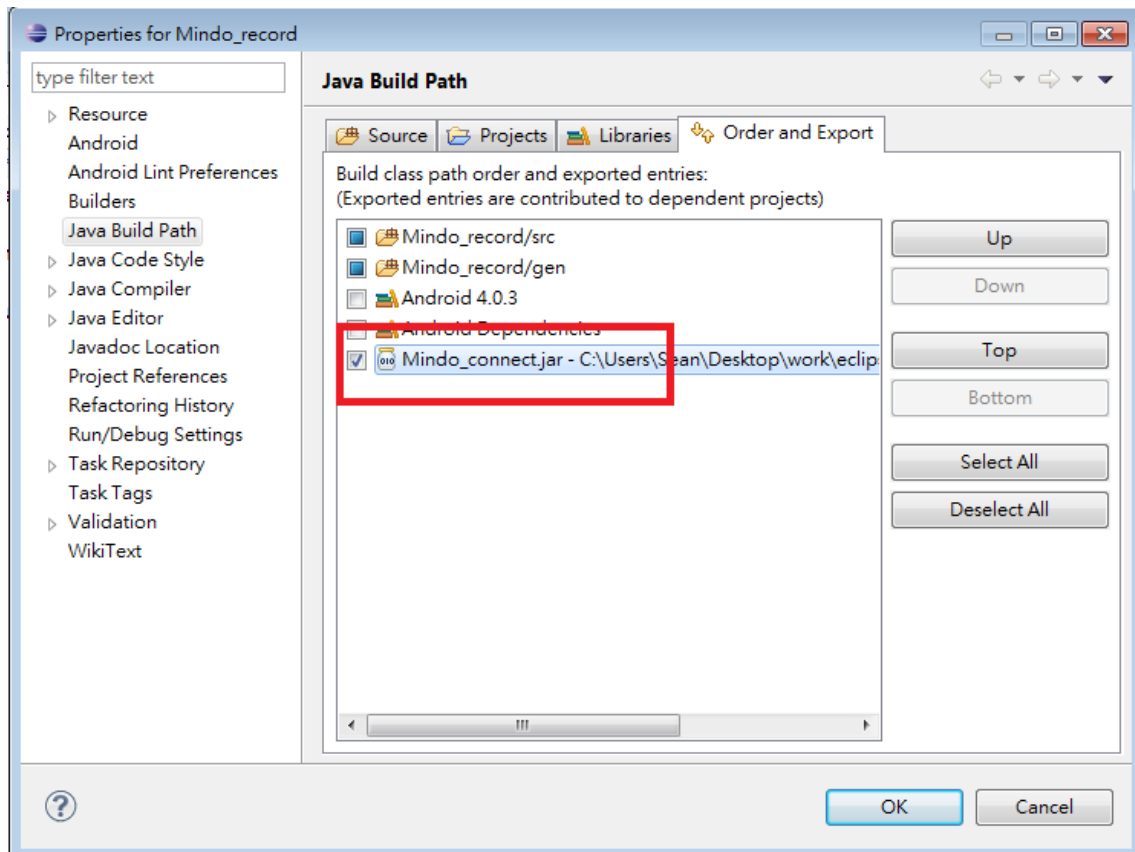 Properties for Mindo_record
type filter text
Resource
Android
Android Lint Preferences
Builders
Java Build Path
Java Code Style
Java Compiler
Java Editor
Javadoc Location
Project References
Refactoring History
Run/Debug Settings
Task Repository
Task Tags
Validation
WikiText
Java Build Path
Source
Projects
Libraries
Order and Export
Build class path order and exported entries:
(Exported entries are contributed to dependent projects)
Mindo_record/src
Mindo_record/gen
Android 4.0.3
Android Dependencies
010 Mindo_connect.jar - C:\Users\Sean\Desktop\work\eclip
Up
Down
Top
Bottom
Select All
Deselect All
?
OK
Cancel